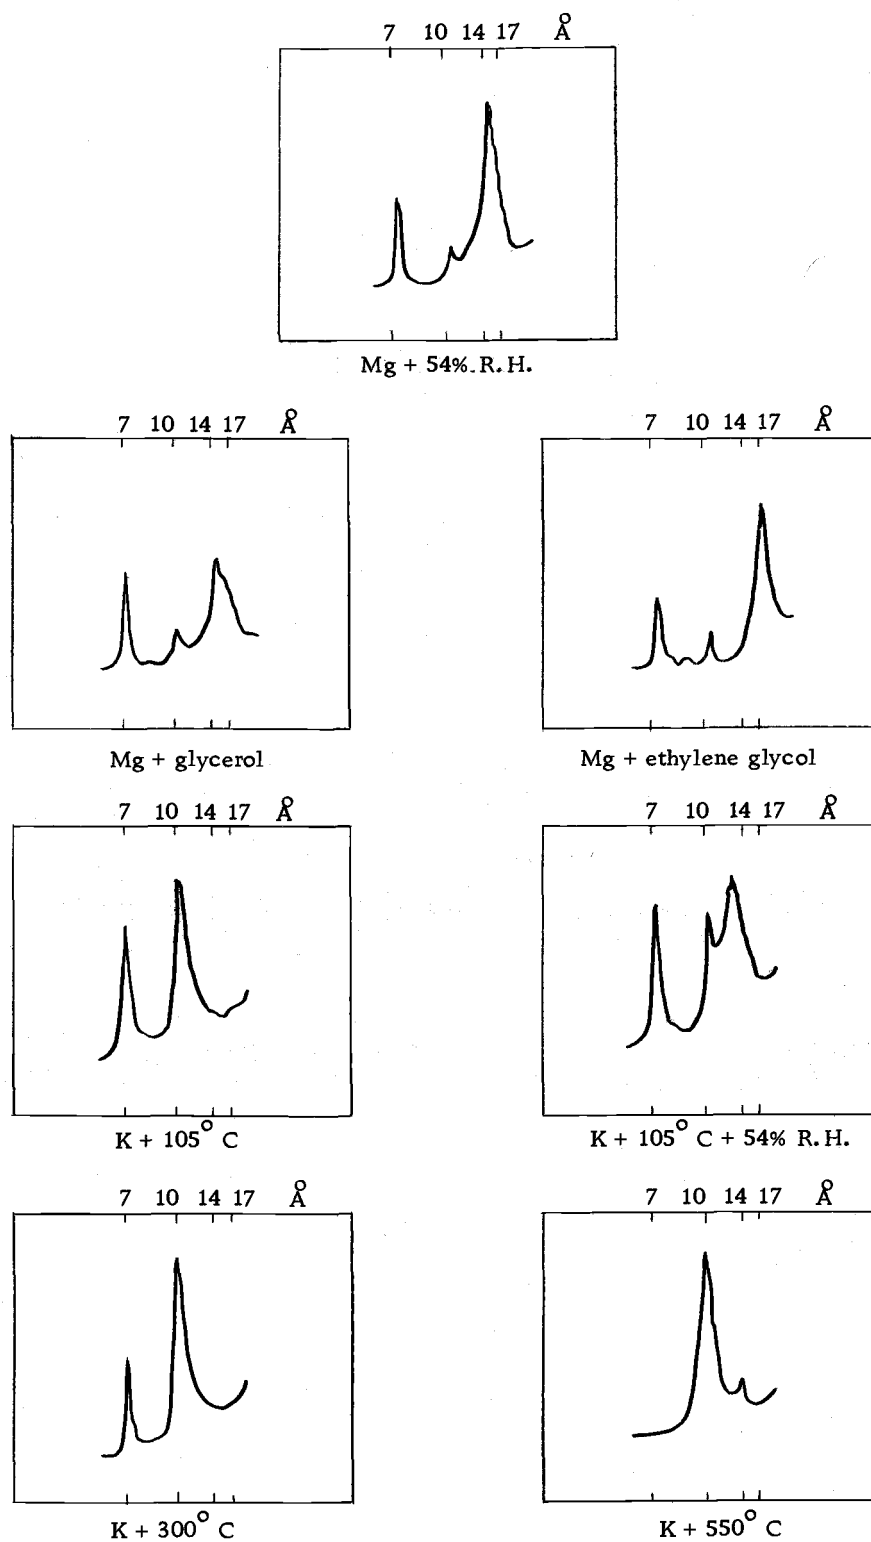 7 10 14 17 Å
Mg + 54% R.H.
7 10 14 17 Å
7 10 14 17 Å
Mg + glycerol
Mg + ethylene glycol
7 10 14 17 Å
7 10 14 17 Å
K + 105° C
K + 105° C + 54% R.H.
7 10 14 17 Å
7 10 14 17 Å
K + 300° C
K + 550° C